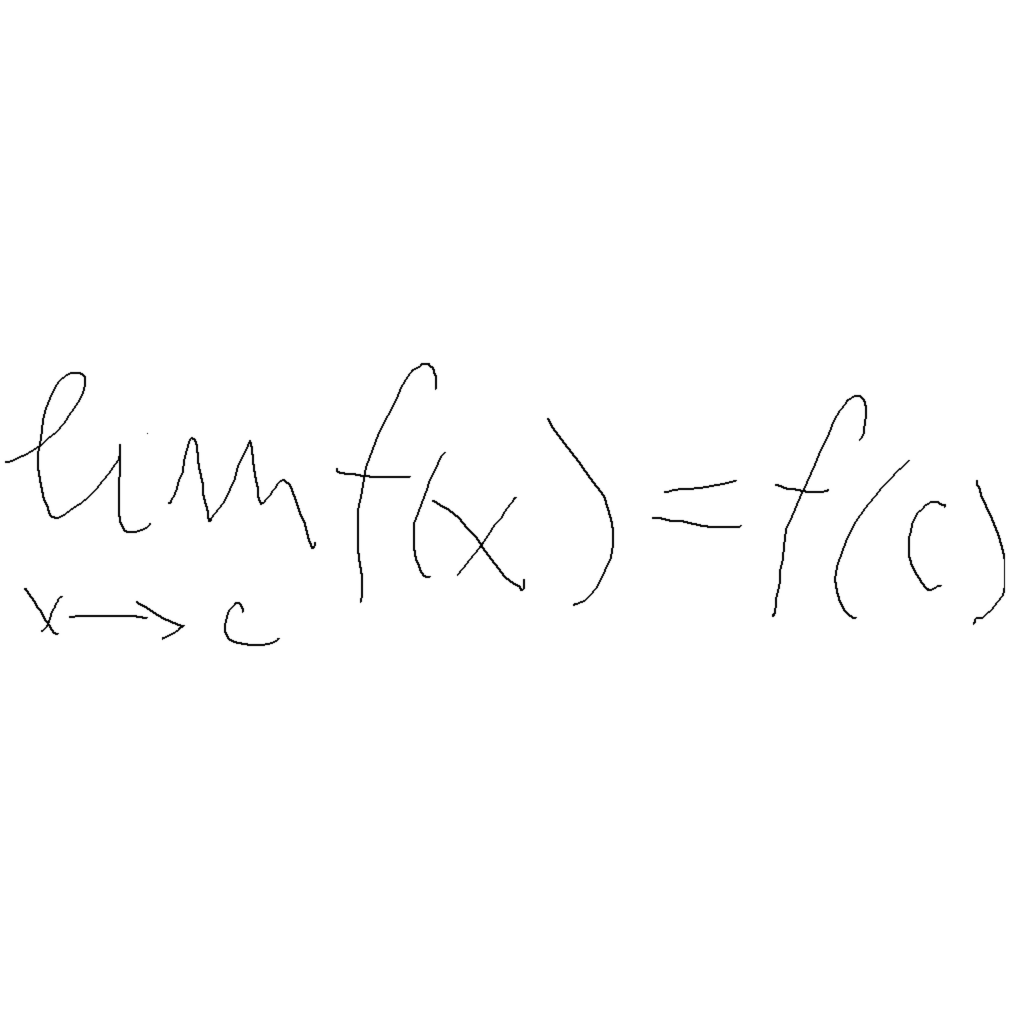 lim f(x) = f(c)
x → c